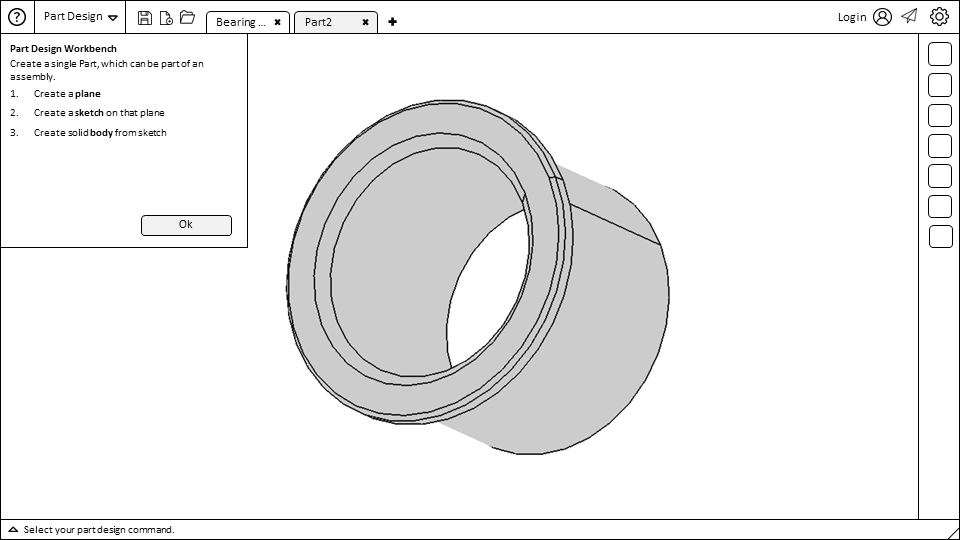 Part Design
Bearing ...
Part2
Login
Part Design Workbench
Create a single Part, which can be part of an
assembly.
1. Create a plane
2. Create a sketch on that plane
3. Create solid body from sketch
Ok
Select your part design command.